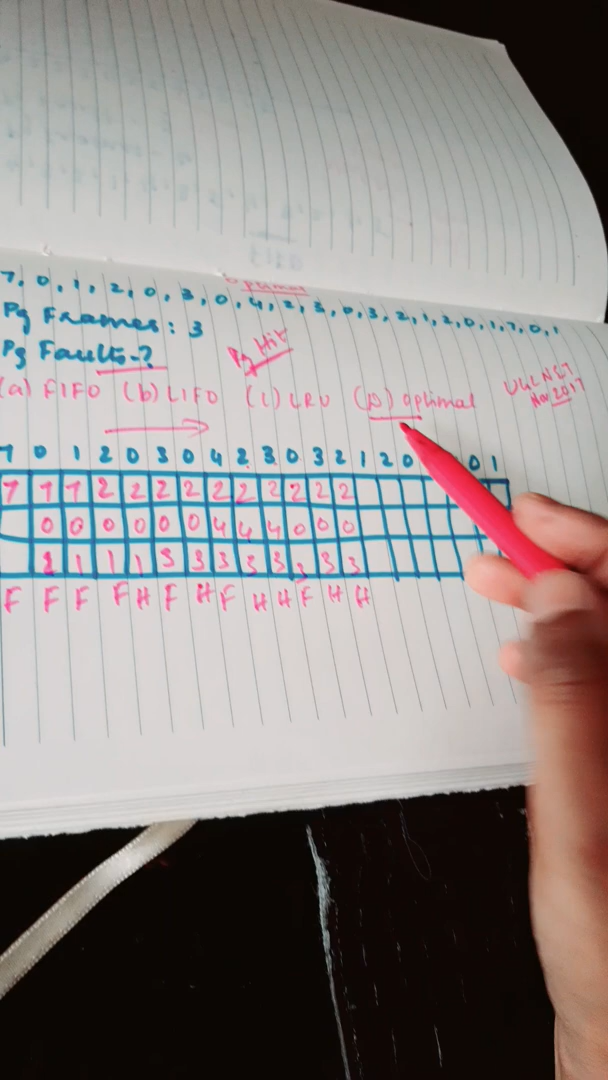 Optimal
7, 0, 1, 2, 0, 3, 0, 4, 2, 3, 0, 3, 2, 1, 2, 0, 1, 7, 0, 1
Pg Frames: 3
Pg Faults-?
Pg Hit
(a) FIFO (b) LIFO (c) LRU (D) Optimal
UGC NET
Nov 2017
7 0 1 2 0 3 0 4 2 3 0 3 2 1 2 0 0 1
7 7 7 2 2 2 2 2 2 2 2 2 2
0 0 0 0 0 0 4 4 4 0 0 0
1 1 1 1 3 3 3 3 3 3 3 3
F F F F H F H F H H F H H